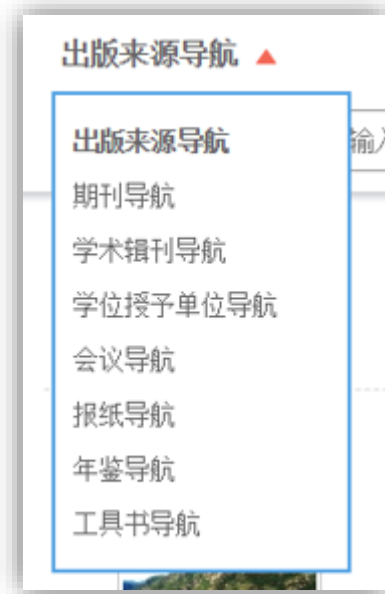 出版来源导航
出版来源导航
输入
期刊导航
学术辑刊导航
学位授予单位导航
会议导航
报纸导航
年鉴导航
工具书导航